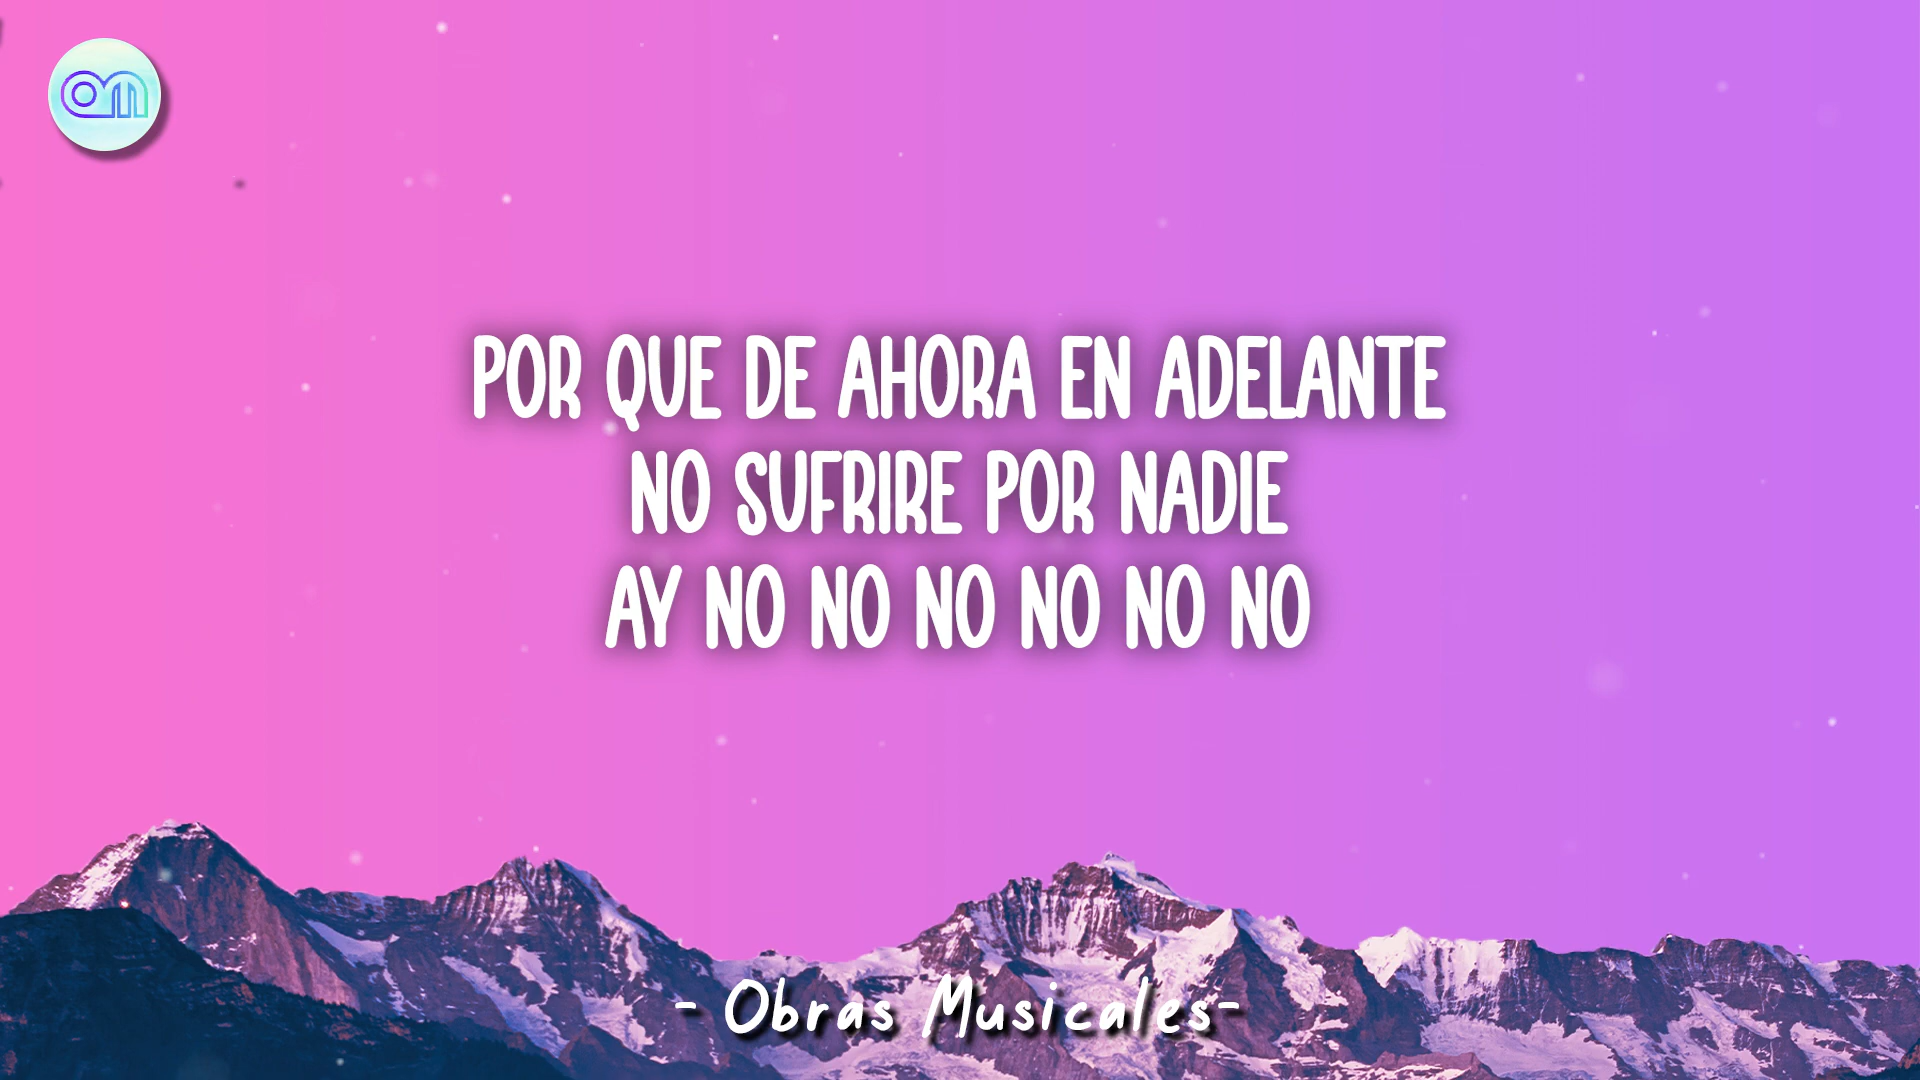 POR QUE DE AHORA EN ADELANTE
NO SUFRIRE POR NADIE
AY NO NO NO NO NO NO
- Obras Musicales-